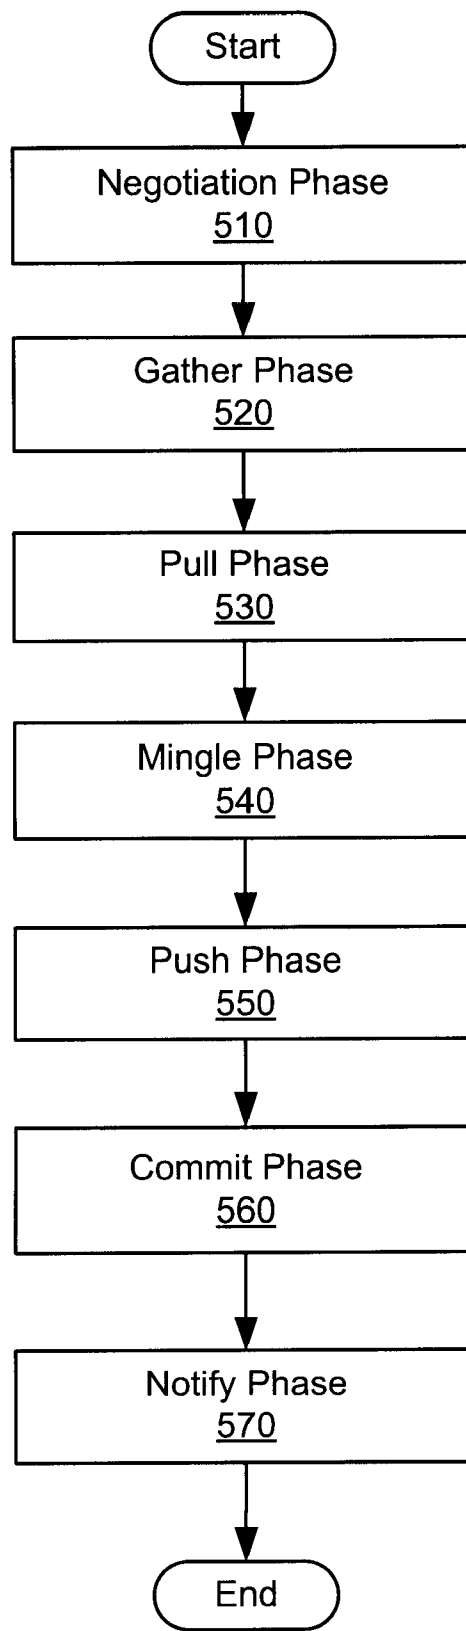 Start
Negotiation Phase
510
Gather Phase
520
Pull Phase
530
Mingle Phase
540
Push Phase
550
Commit Phase
560
Notify Phase
570
End